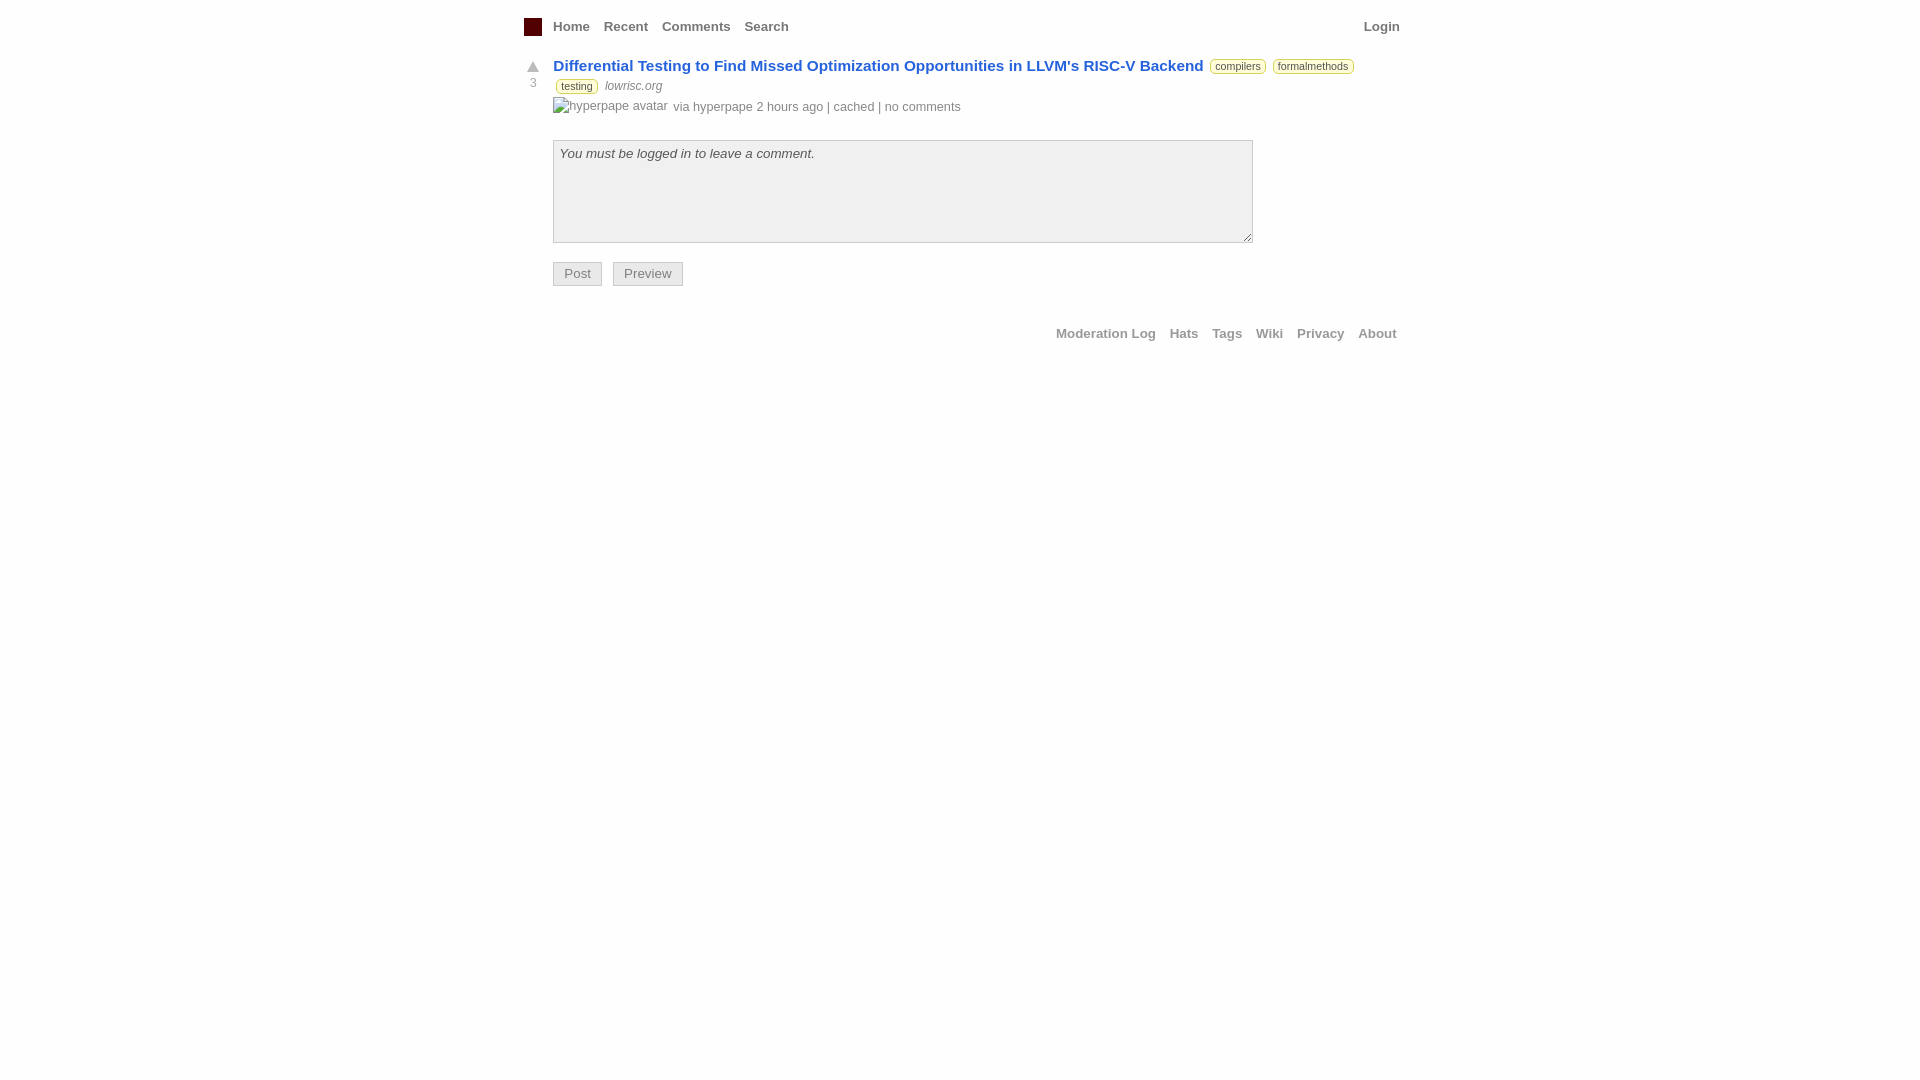 Home Recent Comments Search Login
Differential Testing to Find Missed Optimization Opportunities in LLVM's RISC-V Backend compilers formalmethods
3 testing lowrisc.org
hyperpape avatar via hyperpape 2 hours ago | cached | no comments
You must be logged in to leave a comment.
Post Preview
Moderation Log Hats Tags Wiki Privacy About